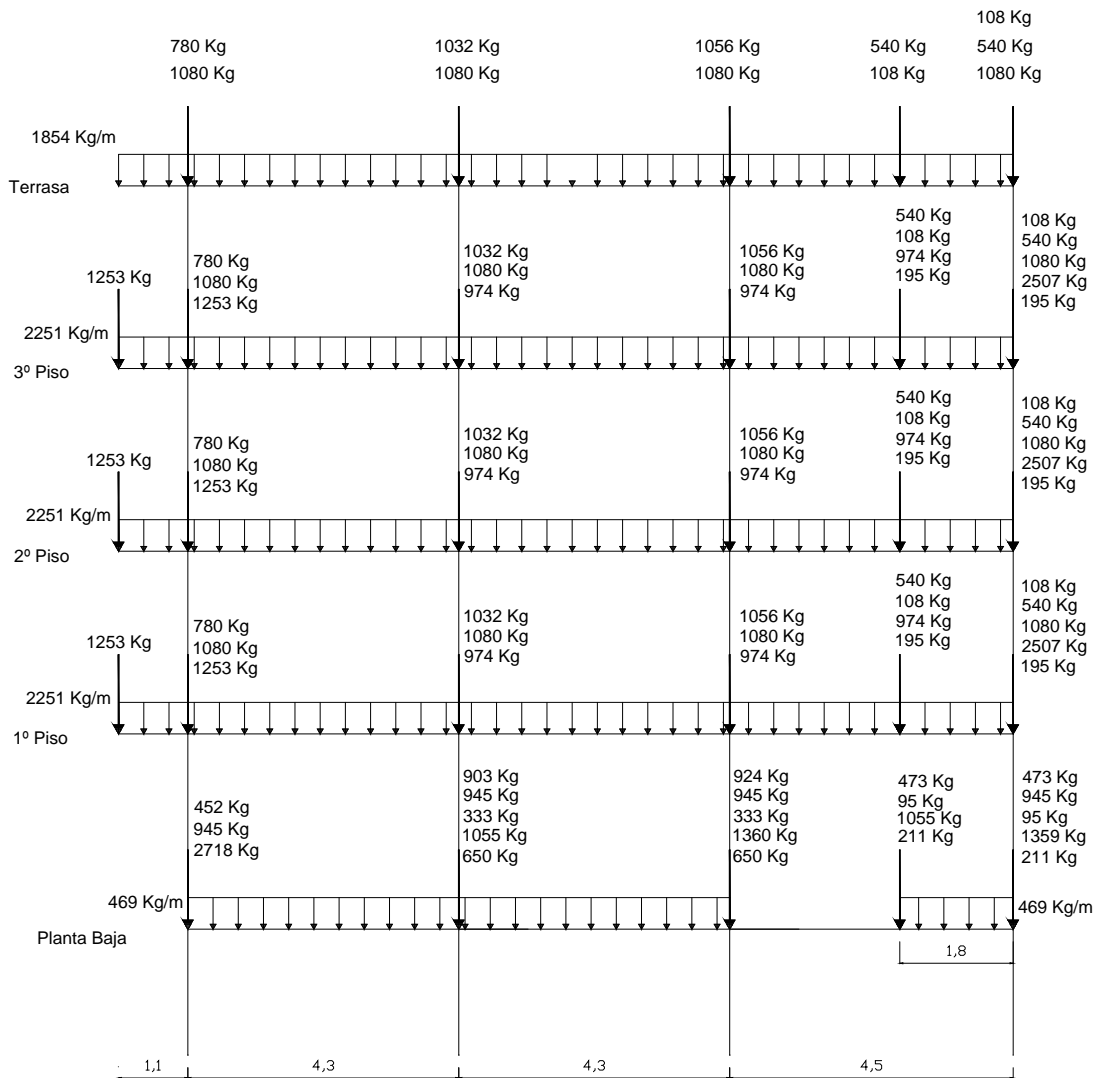 108 Kg
780 Kg
1032 Kg
1056 Kg
540 Kg
540 Kg
1080 Kg
1080 Kg
1080 Kg
108 Kg
1080 Kg
1854 Kg/m
Terrasa
1253 Kg
780 Kg
1080 Kg
1253 Kg
1032 Kg
1080 Kg
974 Kg
1056 Kg
1080 Kg
974 Kg
540 Kg
108 Kg
974 Kg
195 Kg
108 Kg
540 Kg
1080 Kg
2507 Kg
195 Kg
2251 Kg/m
3º Piso
1253 Kg
780 Kg
1080 Kg
1253 Kg
1032 Kg
1080 Kg
974 Kg
1056 Kg
1080 Kg
974 Kg
540 Kg
108 Kg
974 Kg
195 Kg
108 Kg
540 Kg
1080 Kg
2507 Kg
195 Kg
2251 Kg/m
2º Piso
1253 Kg
780 Kg
1080 Kg
1253 Kg
1032 Kg
1080 Kg
974 Kg
1056 Kg
1080 Kg
974 Kg
540 Kg
108 Kg
974 Kg
195 Kg
108 Kg
540 Kg
1080 Kg
2507 Kg
195 Kg
2251 Kg/m
1º Piso
452 Kg
945 Kg
2718 Kg
903 Kg
945 Kg
333 Kg
1055 Kg
650 Kg
924 Kg
945 Kg
333 Kg
1360 Kg
650 Kg
473 Kg
95 Kg
1055 Kg
211 Kg
473 Kg
945 Kg
95 Kg
1359 Kg
211 Kg
469 Kg/m
469 Kg/m
Planta Baja
1,8
1,1
4,3
4,3
4,5